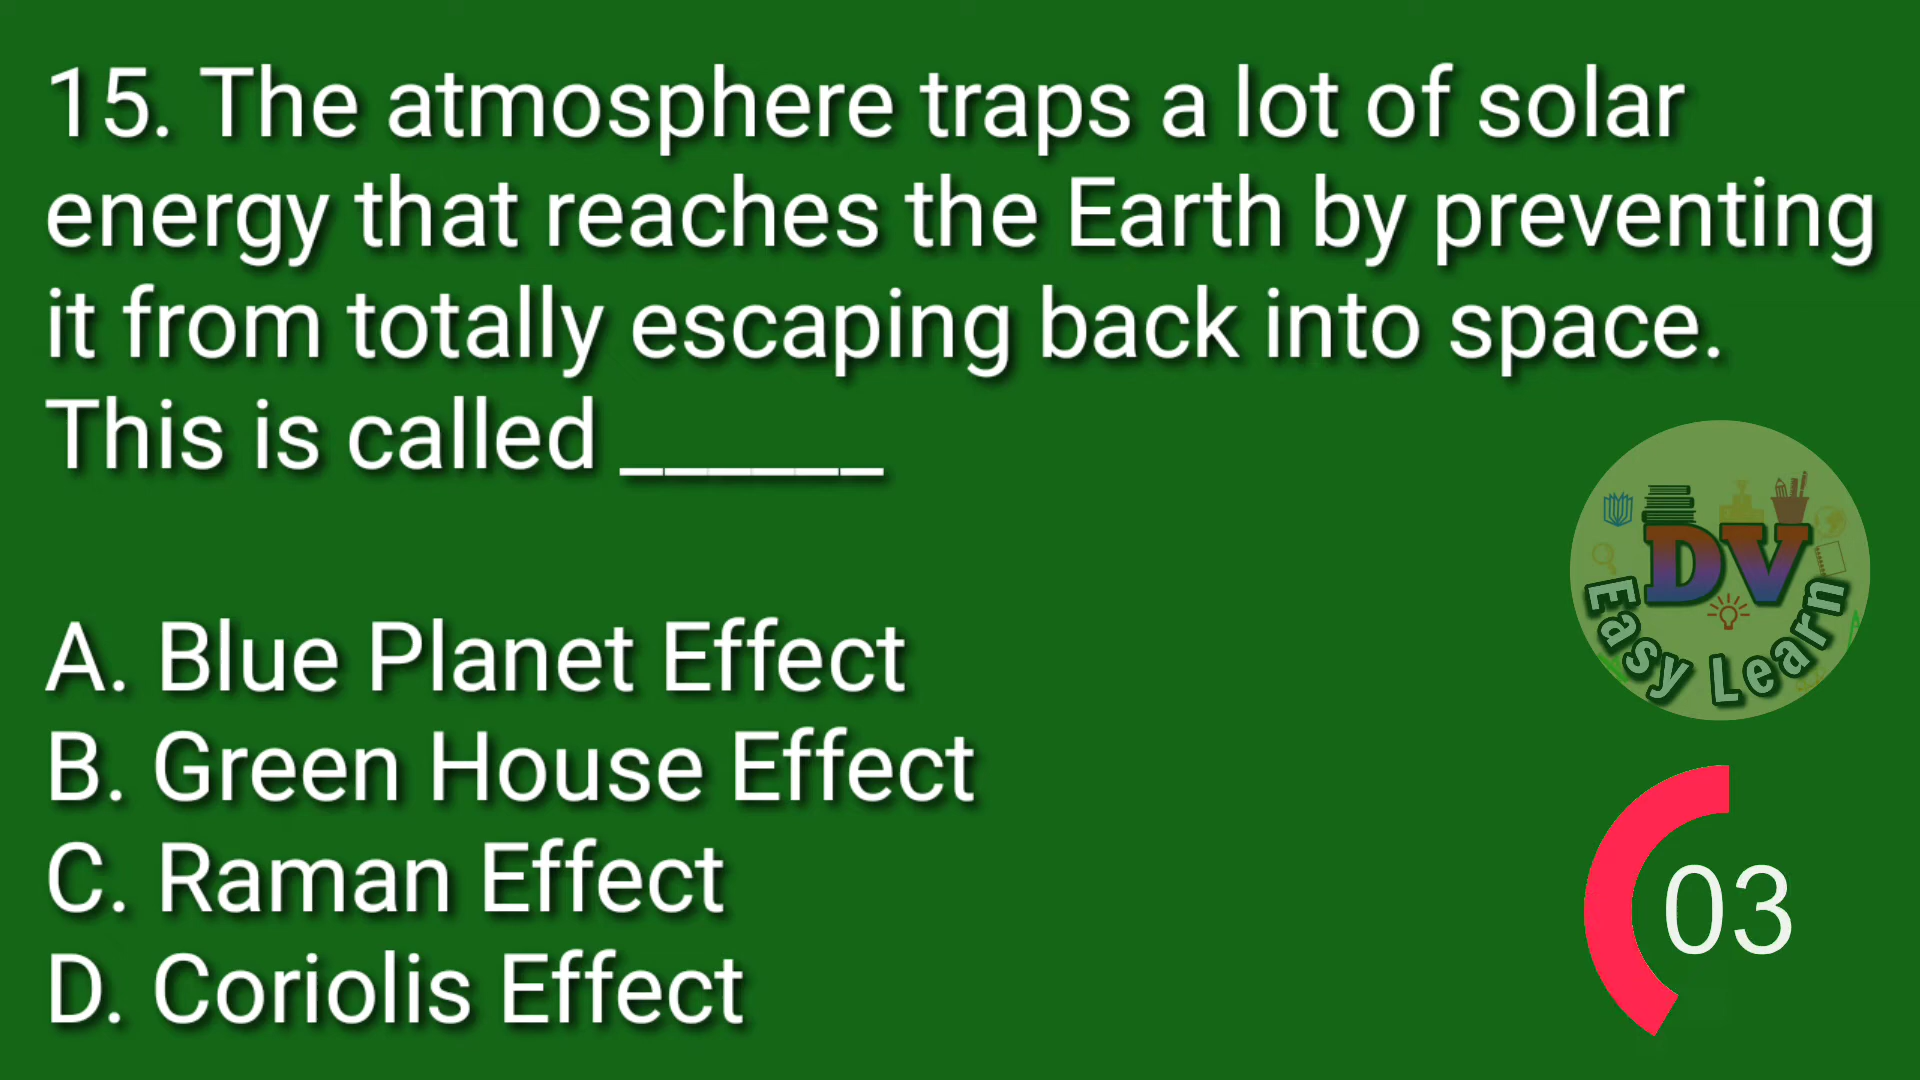 15. The atmosphere traps a lot of solar
energy that reaches the Earth by preventing
it from totally escaping back into space.
This is called ______
A. Blue Planet Effect
B. Green House Effect
C. Raman Effect
D. Coriolis Effect
DV
Easy Learn
03